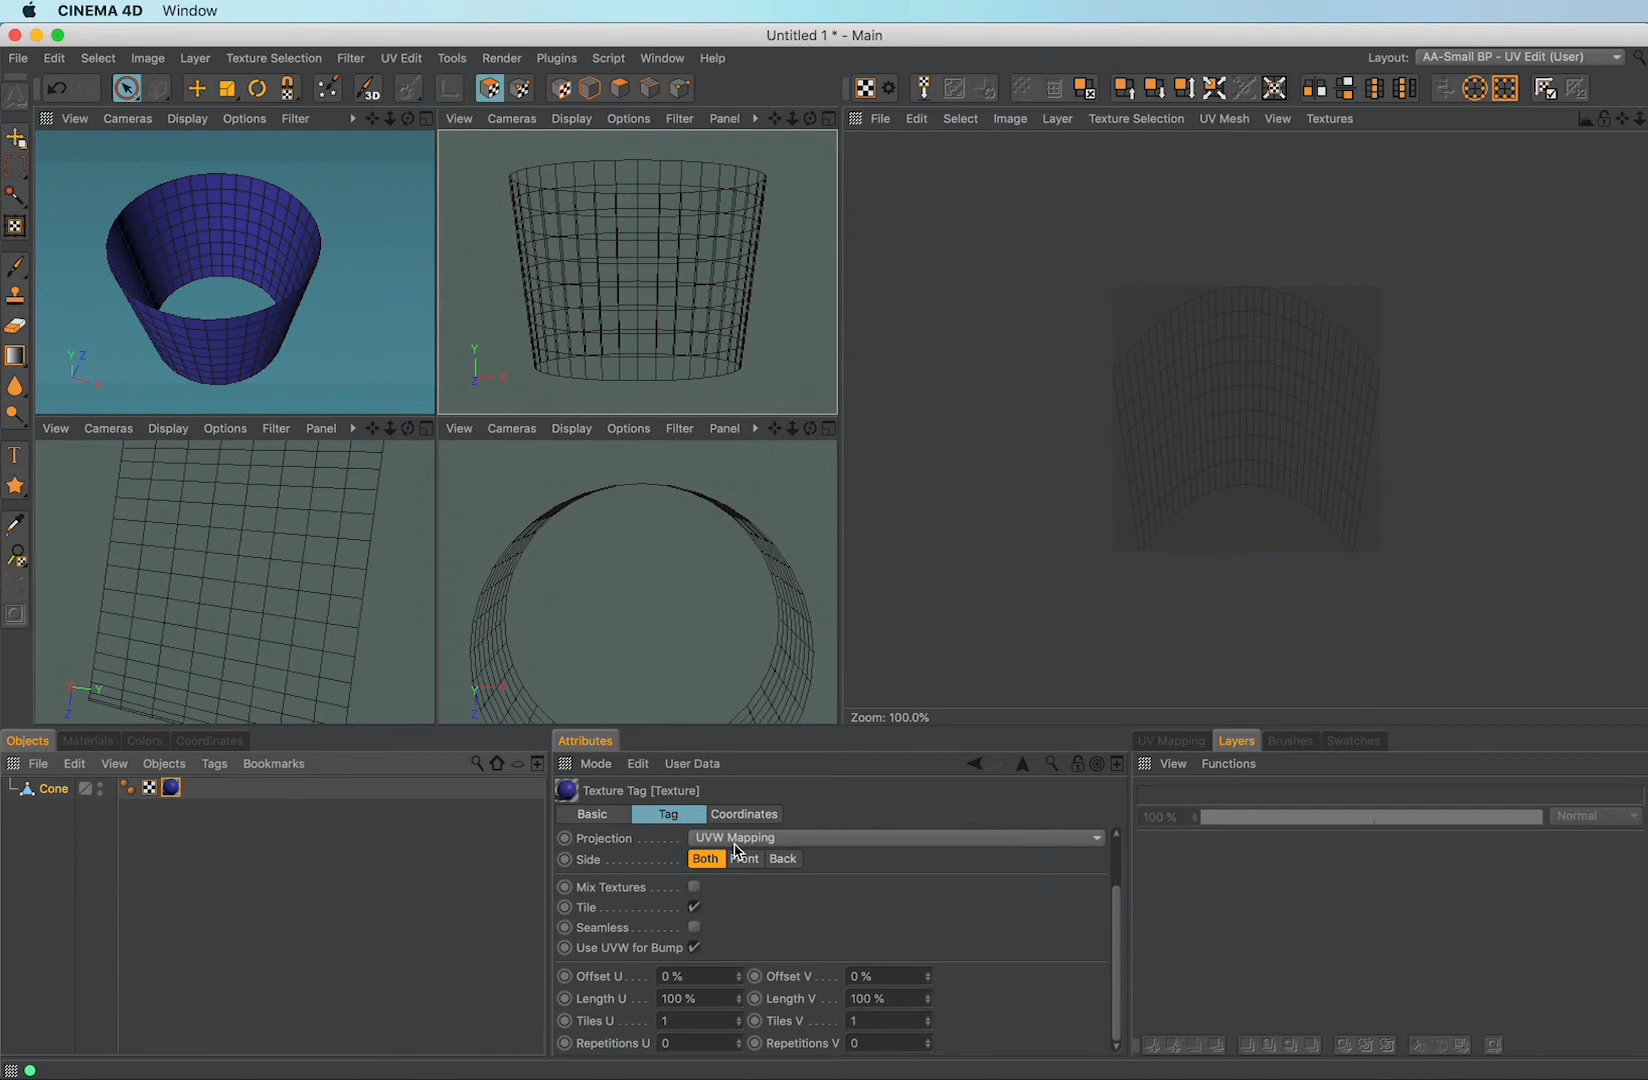 CINEMA 4D Window
Untitled 1 * - Main
File Edit Select Image Layer Texture Selection Filter UV Edit Tools Render Plugins Script Window Help
Layout: AA-Small BP - UV Edit (User)
3D
View Cameras Display Options Filter
View Cameras Display Options Filter Panel
File Edit Select Image Layer Texture Selection UV Mesh View Textures
Y Z
X
Y
Z X
View Cameras Display Options Filter Panel
View Cameras Display Options Filter Panel
T
X Y
Z
Y X
Z
Zoom: 100.0%
Objects Materials Colors Coordinates
File Edit View Objects Tags Bookmarks
Cone
Attributes
Mode Edit User Data
Texture Tag [Texture]
Basic Tag Coordinates
Projection ....... UVW Mapping
Side ............ Both Front Back
Mix Textures .....
Tile .............
Seamless .......
Use UVW for Bump
Offset U .... 0 % Offset V .... 0 %
Length U ... 100 % Length V ... 100 %
Tiles U ..... 1 Tiles V ..... 1
Repetitions U 0 Repetitions V 0
UV Mapping Layers Brushes Swatches
View Functions
100 % Normal